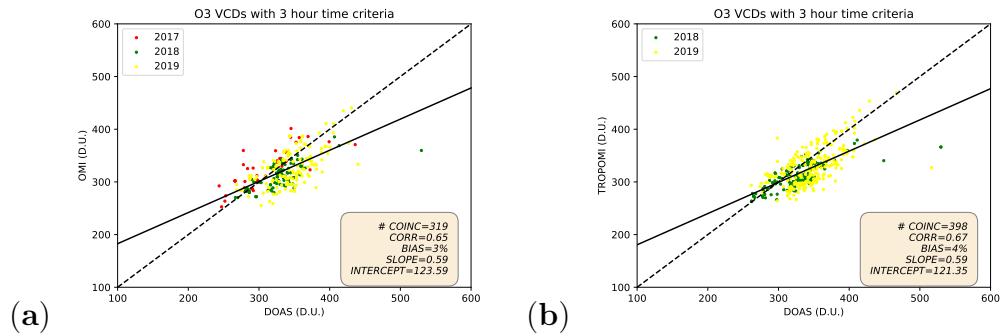 O3 VCDs with 3 hour time criteria
600
500
400
300
200
100
OMI (D.U.)
2017
2018
2019
# COINC=319
CORR=0.65
BIAS=3%
SLOPE=0.59
INTERCEPT=123.59
100 200 300 400 500 600
DOAS (D.U.)
(a)
O3 VCDs with 3 hour time criteria
600
500
400
300
200
100
TROPOMI (D.U.)
2018
2019
# COINC=398
CORR=0.67
BIAS=4%
SLOPE=0.59
INTERCEPT=121.35
100 200 300 400 500 600
DOAS (D.U.)
(b)